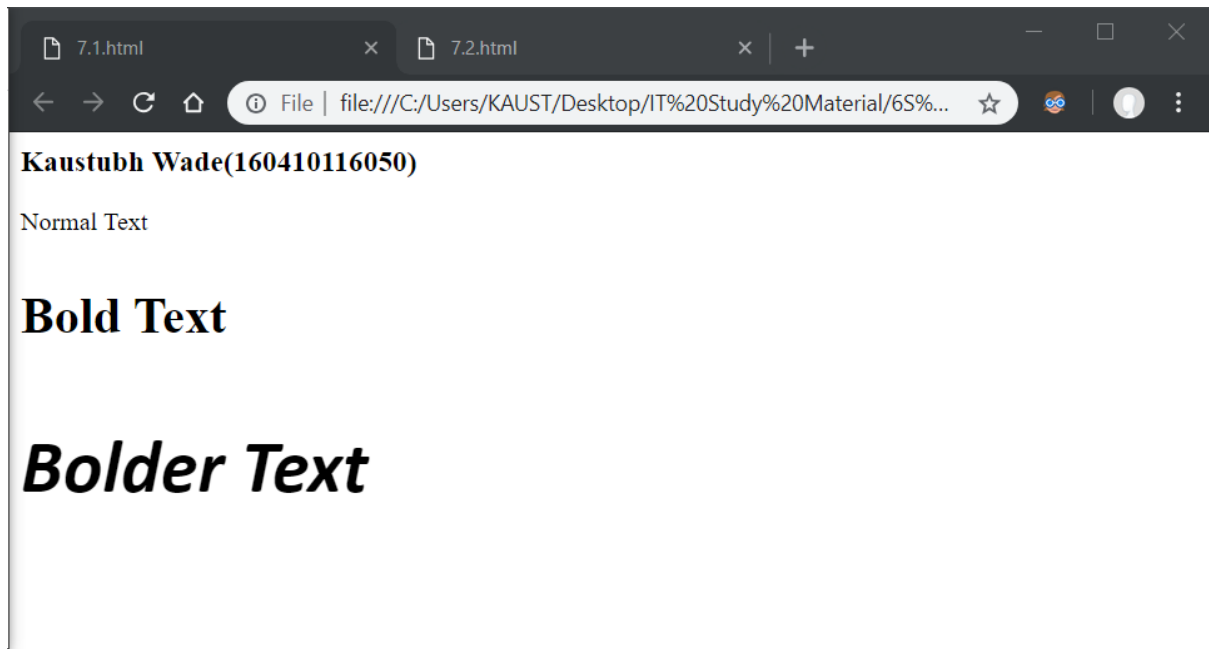 7.1.html
7.2.html
File | file:///C:/Users/KAUST/Desktop/IT%20Study%20Material/6S%...
Kaustubh Wade(160410116050)
Normal Text
Bold Text
Bolder Text